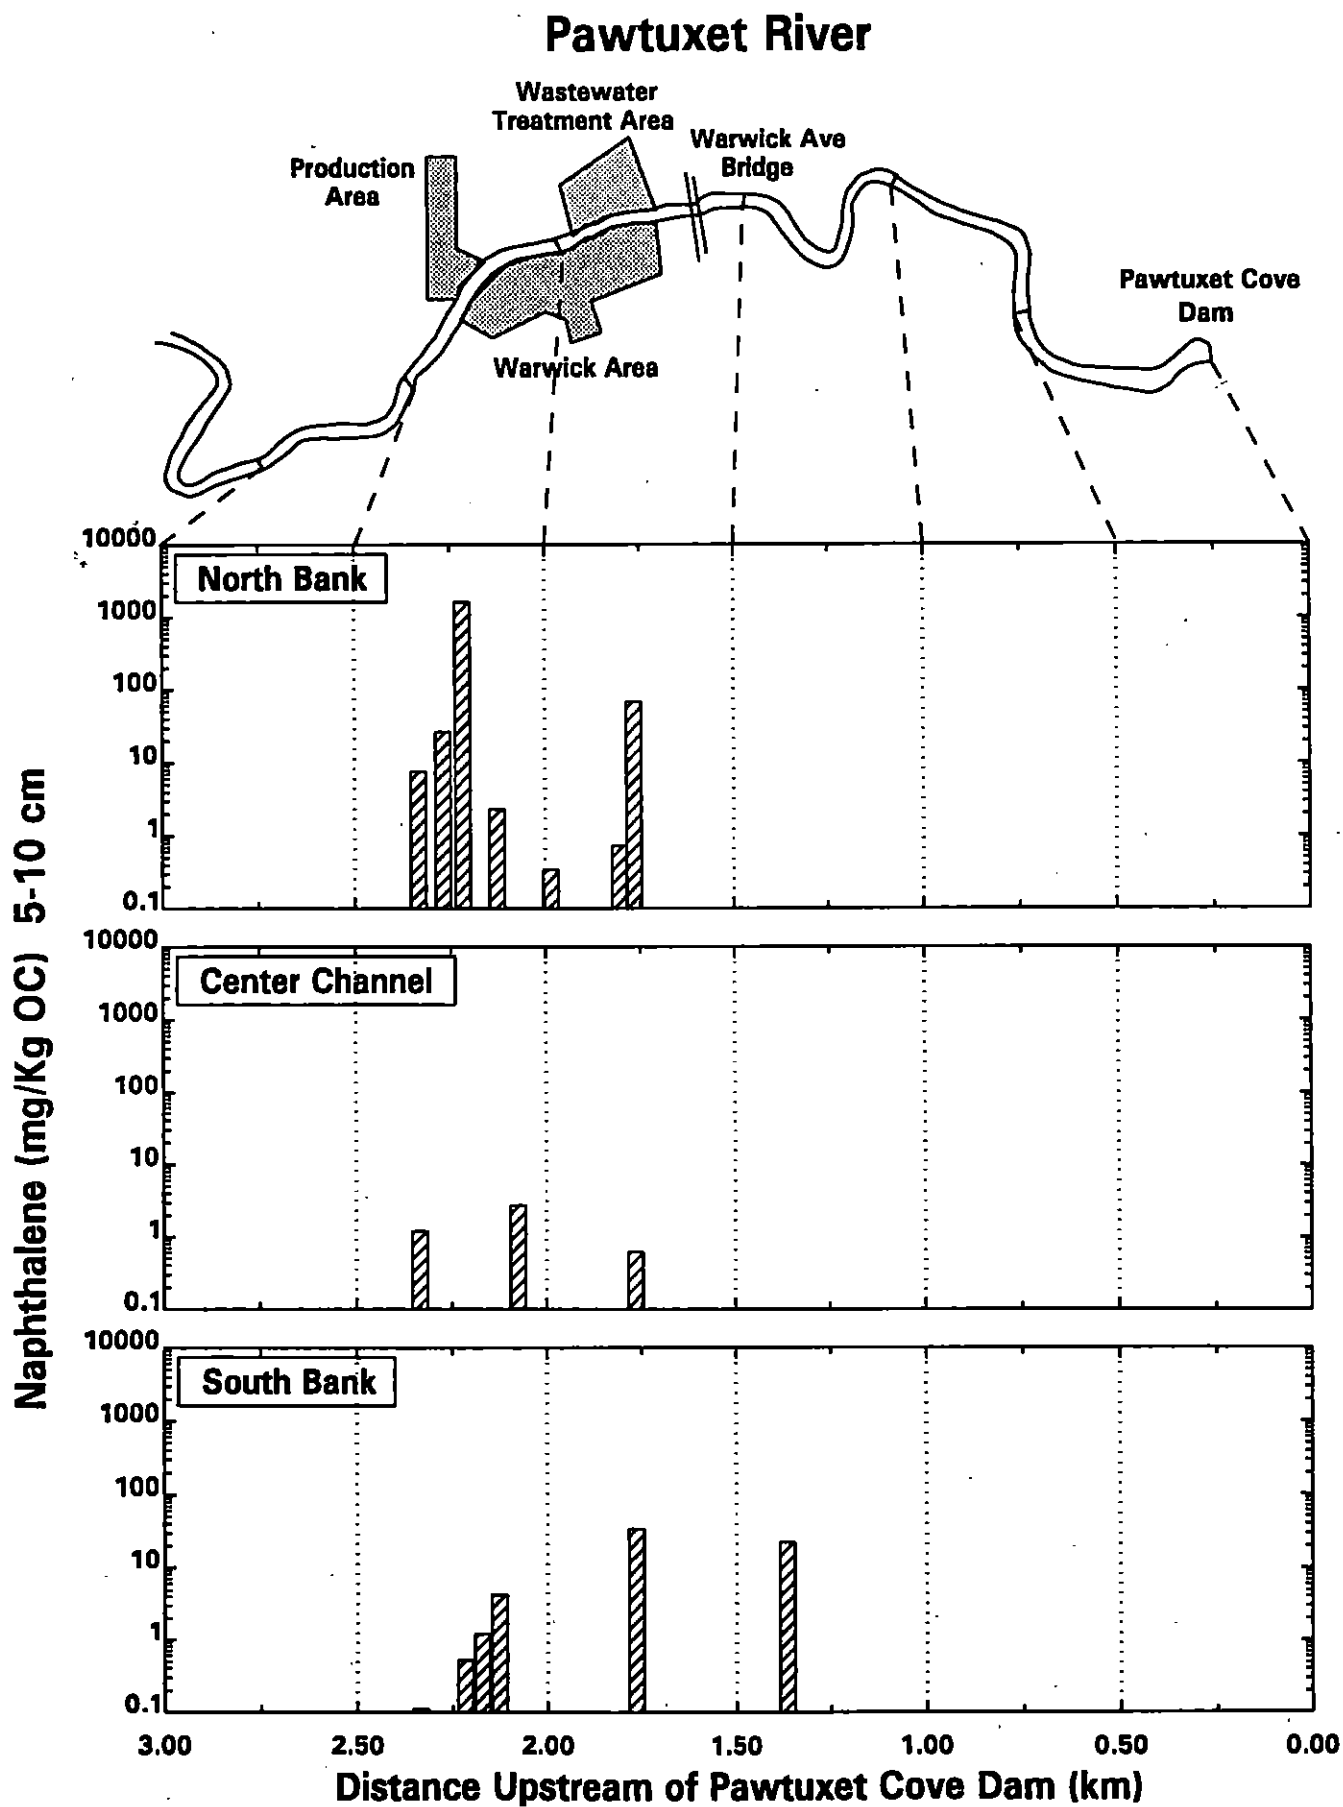 Pawtuxet River
Wastewater
Treatment Area
Warwick Ave
Bridge
Production
Area
Pawtuxet Cove
Dam
Warwick Area
Naphthalene (mg/Kg OC) 5-10 cm
10000
North Bank
1000
100
10
1
0.1
10000
Center Channel
1000
100
10
1
0.1
10000
South Bank
1000
100
10
1
0.1
3.00 2.50 2.00 1.50 1.00 0.50 0.00
Distance Upstream of Pawtuxet Cove Dam (km)